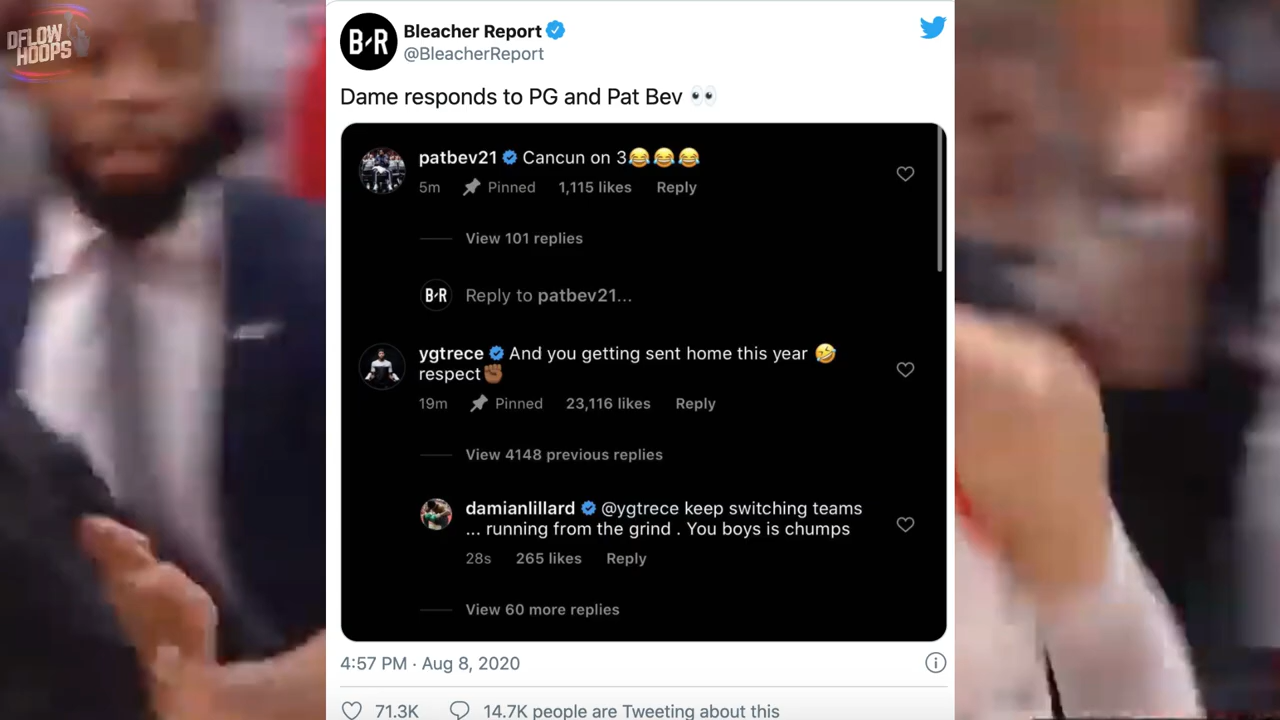 DFLOW
HOOPS
B/R
Bleacher Report
@BleacherReport
Dame responds to PG and Pat Bev 👀
patbev21 Cancun on 3😂😂😂
5m Pinned 1,115 likes Reply
View 101 replies
B/R
Reply to patbev21...
ygtrece And you getting sent home this year 🤣
respect✊🏾
19m Pinned 23,116 likes Reply
View 4148 previous replies
damianlillard @ygtrece keep switching teams
... running from the grind . You boys is chumps
28s 265 likes Reply
View 60 more replies
4:57 PM · Aug 8, 2020
71.3K 14.7K people are Tweeting about this